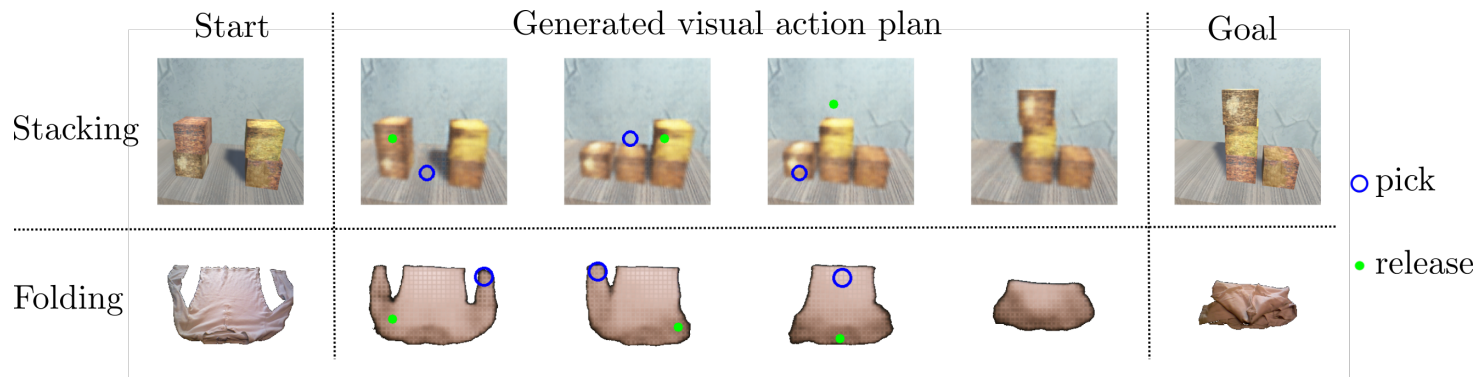 Start
Generated visual action plan
Goal
Stacking
pick
release
Folding